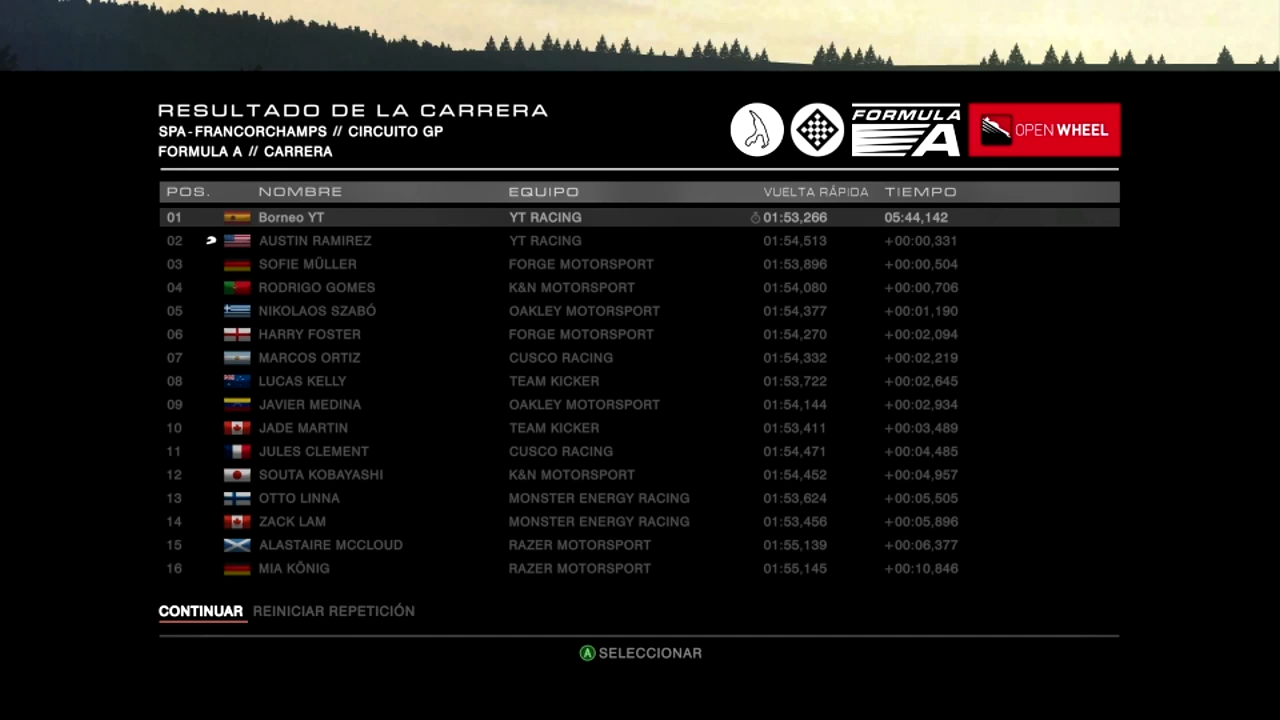 RESULTADO DE LA CARRERA
SPA-FRANCORCHAMPS // CIRCUITO GP
FORMULA A // CARRERA
FORMULA A
OPEN WHEEL
POS. NOMBRE EQUIPO VUELTA RÁPIDA TIEMPO
01 Borneo YT YT RACING 01:53,266 05:44,142
02 AUSTIN RAMIREZ YT RACING 01:54,513 +00:00,331
03 SOFIE MÜLLER FORGE MOTORSPORT 01:53,896 +00:00,504
04 RODRIGO GOMES K&N MOTORSPORT 01:54,080 +00:00,706
05 NIKOLAOS SZABÓ OAKLEY MOTORSPORT 01:54,377 +00:01,190
06 HARRY FOSTER FORGE MOTORSPORT 01:54,270 +00:02,094
07 MARCOS ORTIZ CUSCO RACING 01:54,332 +00:02,219
08 LUCAS KELLY TEAM KICKER 01:53,722 +00:02,645
09 JAVIER MEDINA OAKLEY MOTORSPORT 01:54,144 +00:02,934
10 JADE MARTIN TEAM KICKER 01:53,411 +00:03,489
11 JULES CLEMENT CUSCO RACING 01:54,471 +00:04,485
12 SOUTA KOBAYASHI K&N MOTORSPORT 01:54,452 +00:04,957
13 OTTO LINNA MONSTER ENERGY RACING 01:53,624 +00:05,505
14 ZACK LAM MONSTER ENERGY RACING 01:53,456 +00:05,896
15 ALASTAIRE MCCLOUD RAZER MOTORSPORT 01:55,139 +00:06,377
16 MIA KÖNIG RAZER MOTORSPORT 01:55,145 +00:10,846
CONTINUAR REINICIAR REPETICIÓN
A SELECCIONAR